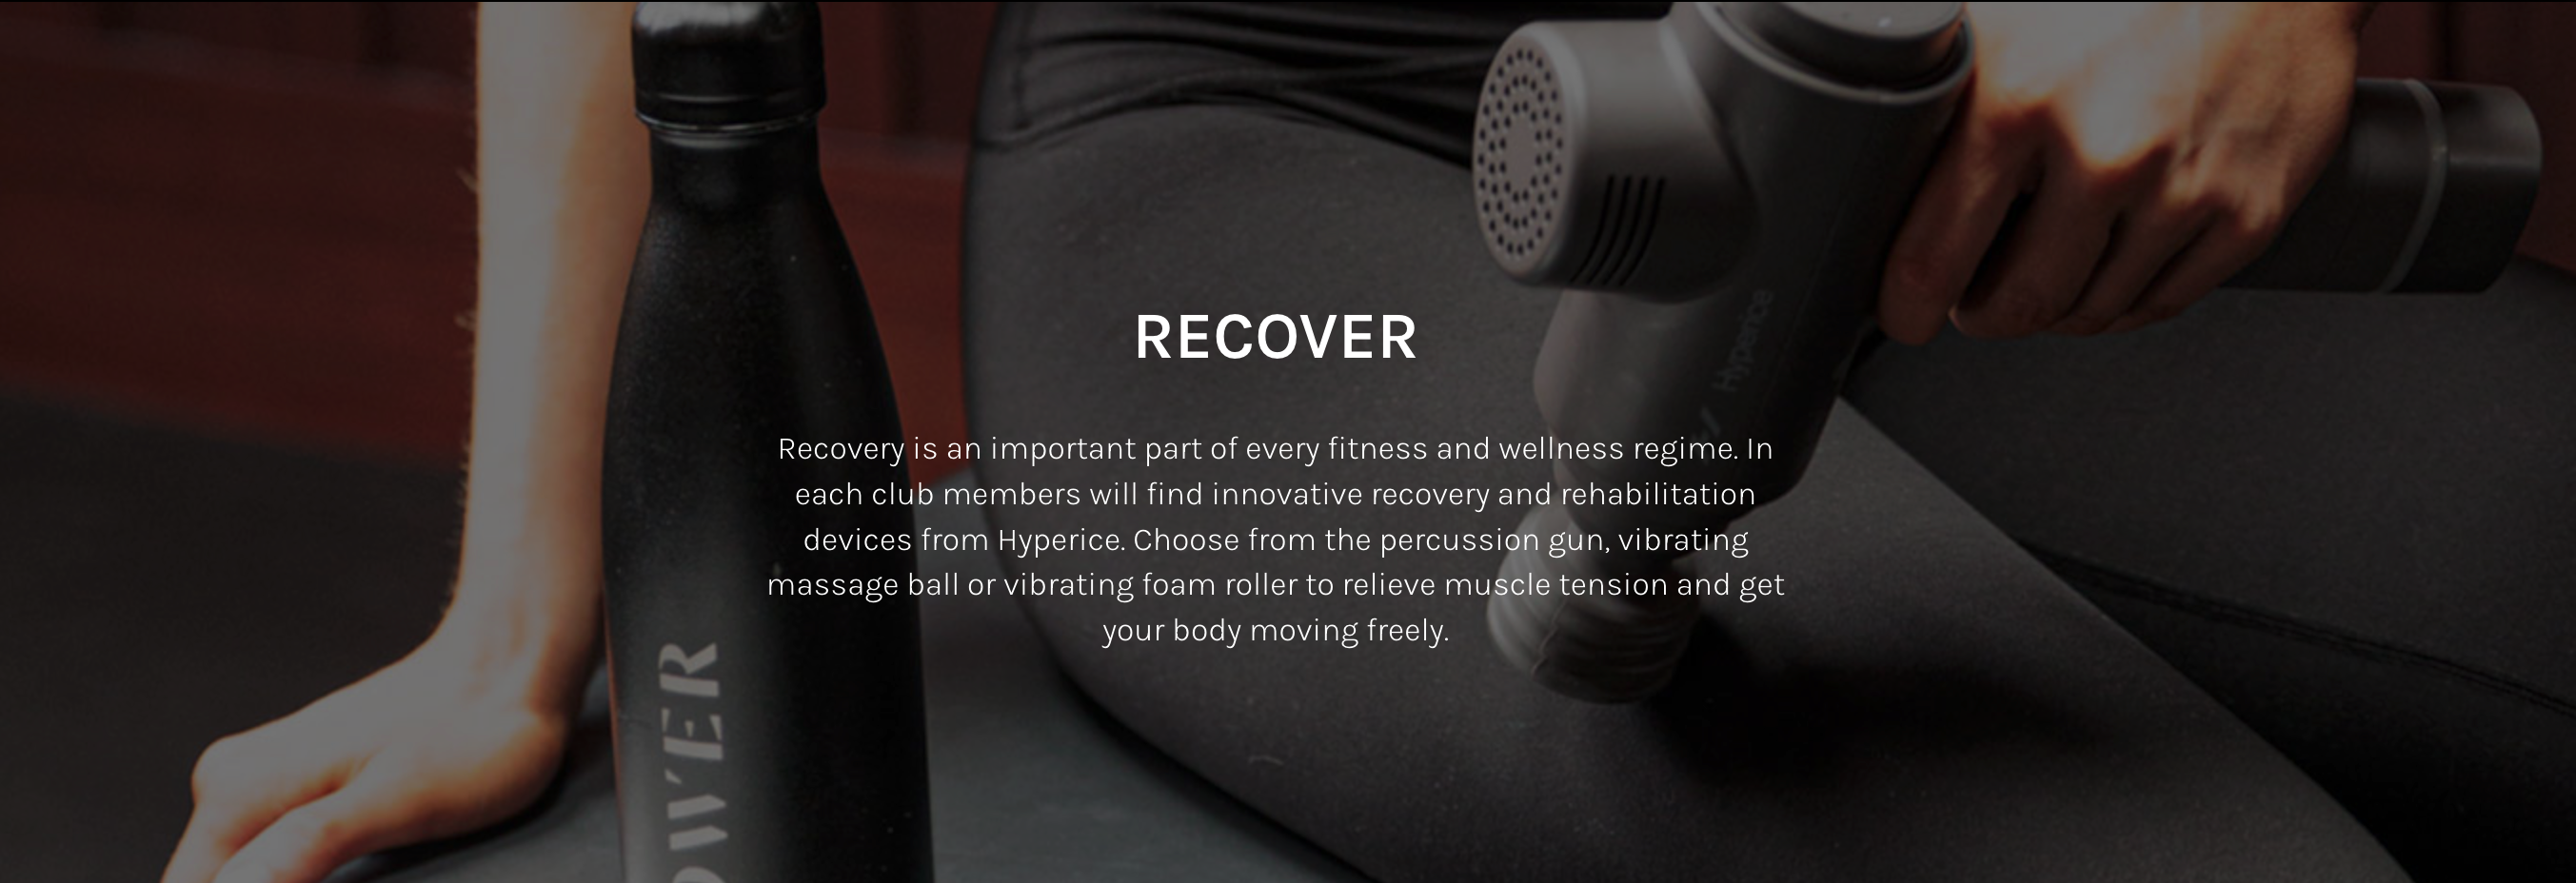 RECOVER
Recovery is an important part of every fitness and wellness regime. In
each club members will find innovative recovery and rehabilitation
devices from Hyperice. Choose from the percussion gun, vibrating
massage ball or vibrating foam roller to relieve muscle tension and get
your body moving freely.
Hyperice
OWER